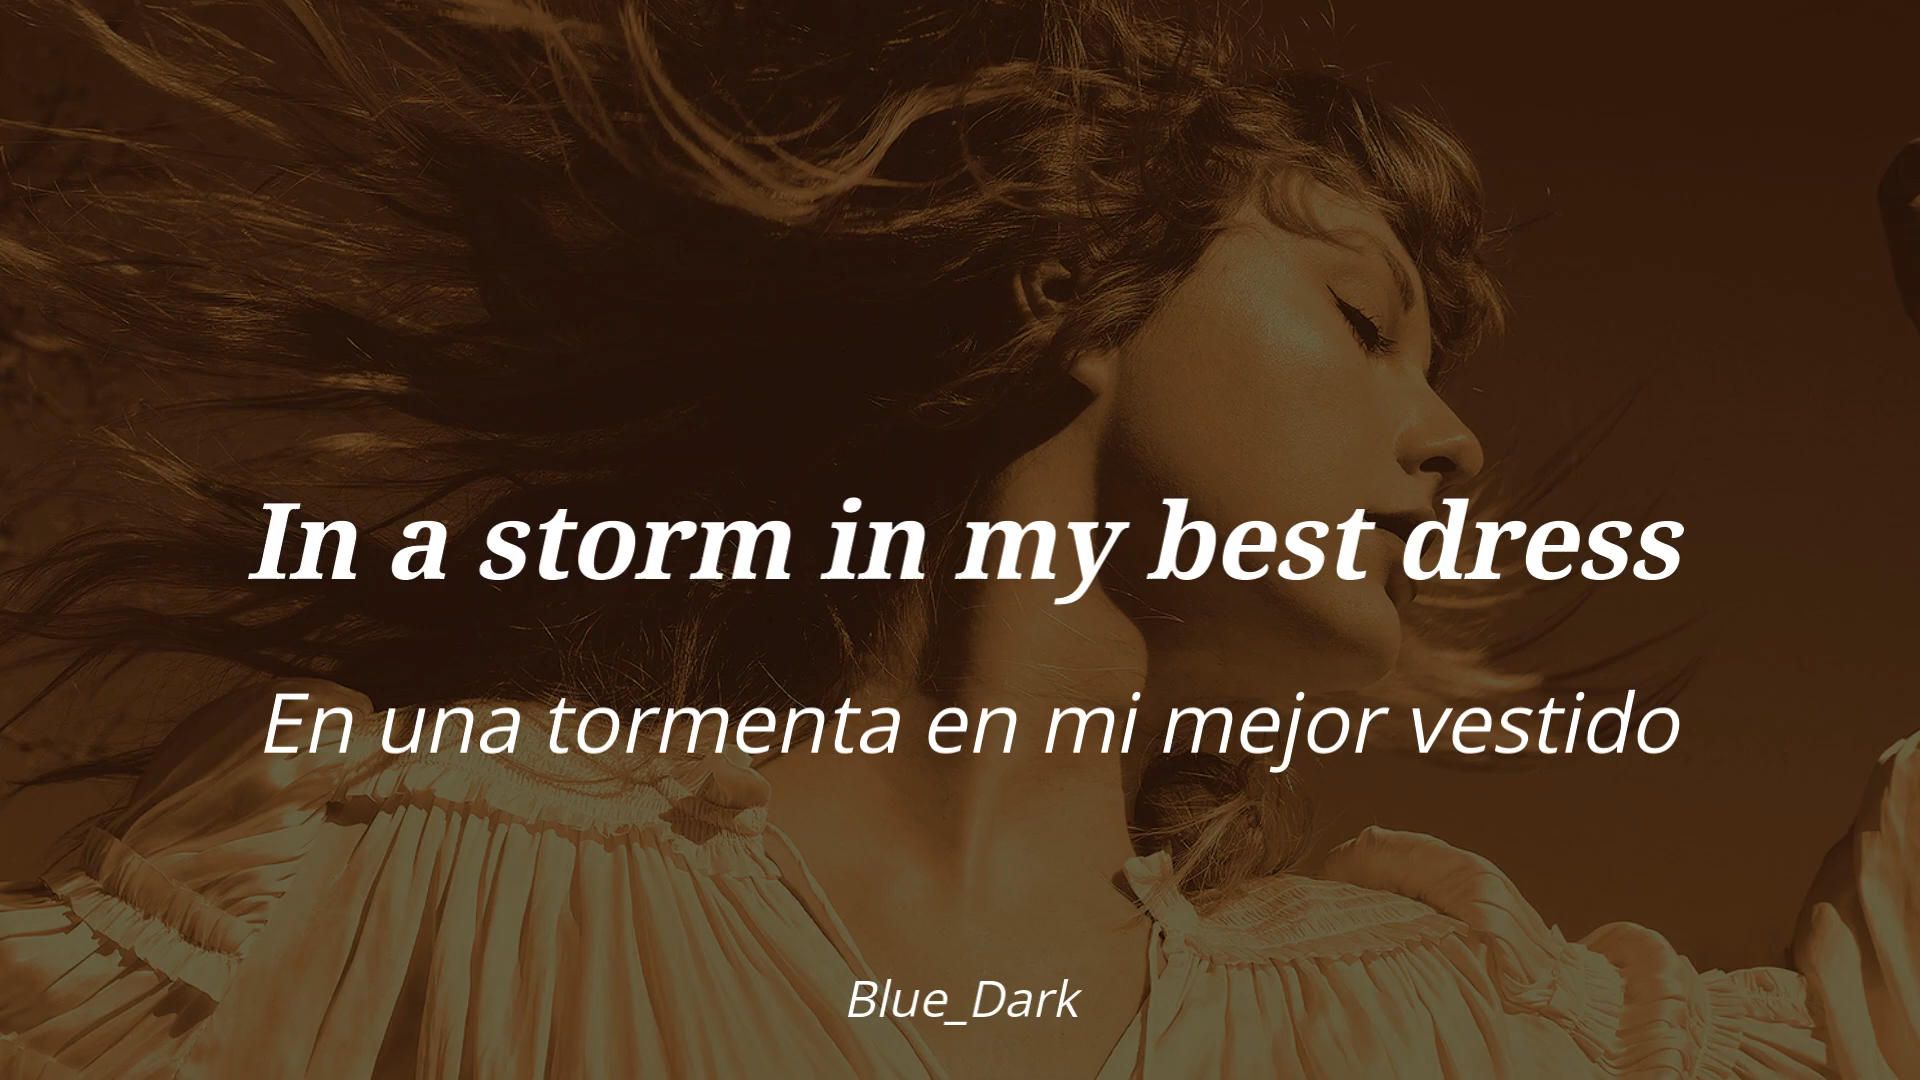 In a storm in my best dress
En una tormenta en mi mejor vestido
Blue_Dark